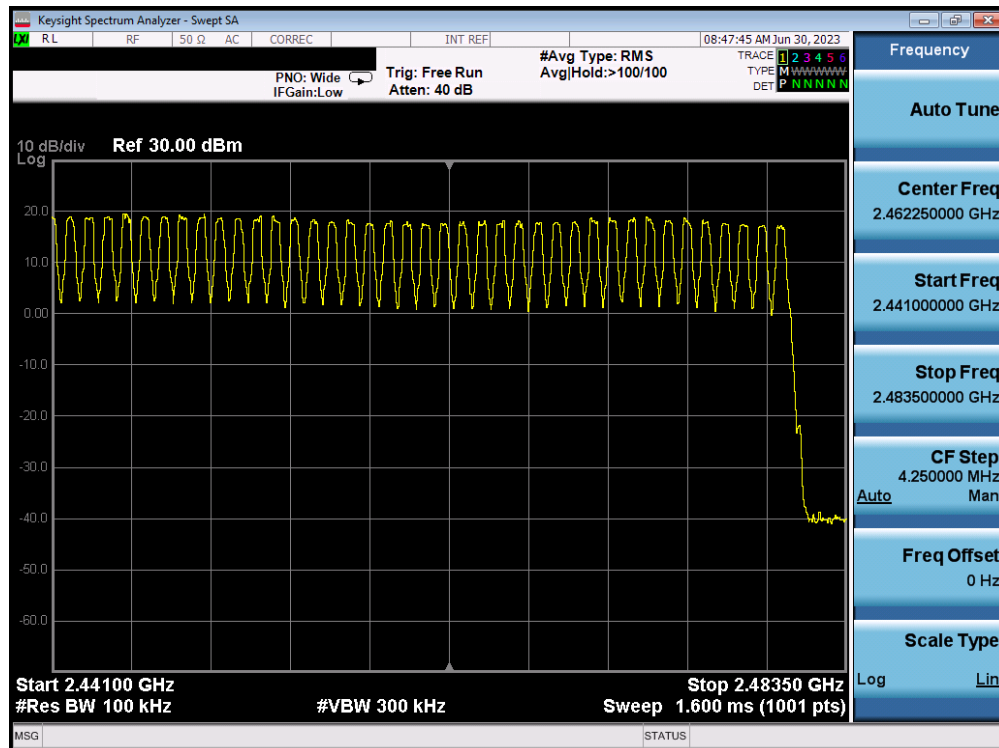 Keysight Spectrum Analyzer - Swept SA
LXI RL RF 50 Ω AC CORREC INT REF 08:47:45 AM Jun 30, 2023
PNO: Wide
IFGain:Low
Trig: Free Run
Atten: 40 dB
#Avg Type: RMS
Avg|Hold:>100/100
TRACE 1 2 3 4 5 6
TYPE M WWWWW
DET P N N N N N
10 dB/div Ref 30.00 dBm
Log
20.0
10.0
0.00
-10.0
-20.0
-30.0
-40.0
-50.0
-60.0
Start 2.44100 GHz Stop 2.48350 GHz
#Res BW 100 kHz #VBW 300 kHz Sweep 1.600 ms (1001 pts)
MSG STATUS
Frequency
Auto Tune
Center Freq
2.462250000 GHz
Start Freq
2.441000000 GHz
Stop Freq
2.483500000 GHz
CF Step
4.250000 MHz
Auto Man
Freq Offset
0 Hz
Scale Type
Log Lin